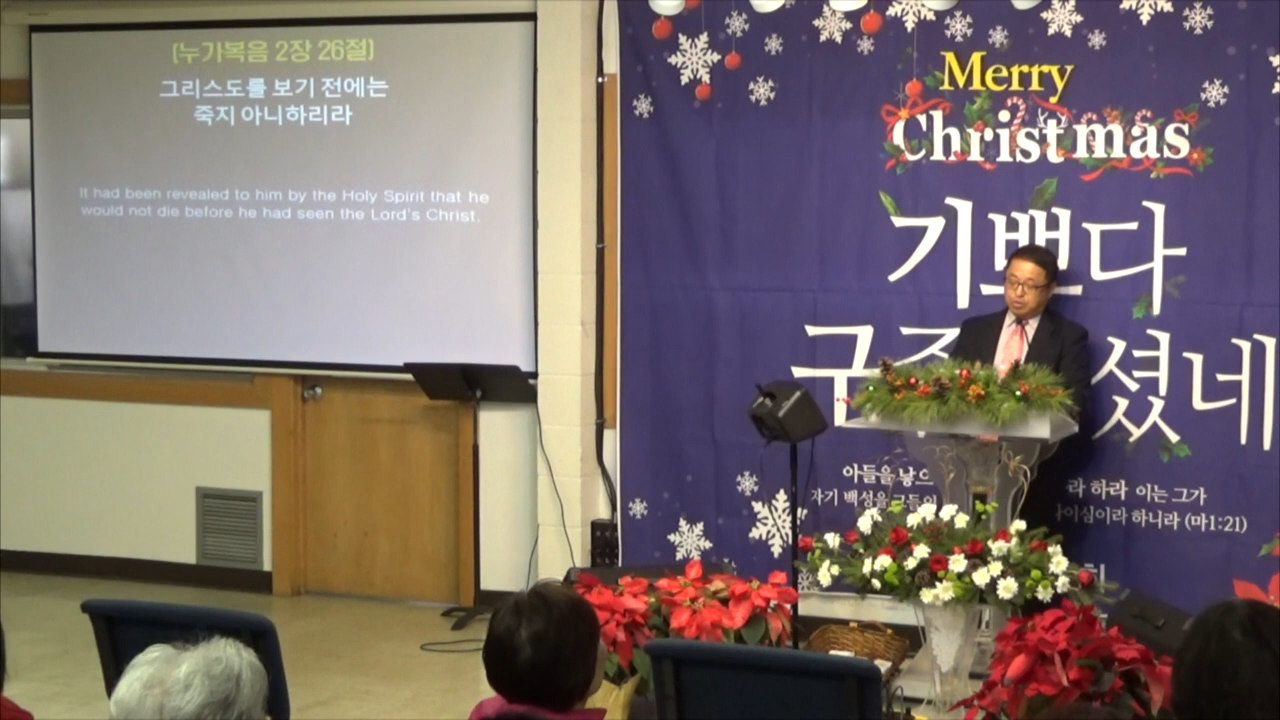 [누가복음 2장 26절]
그리스도를 보기 전에는
죽지 아니하리라
It had been revealed to him by the Holy Spirit that he
would not die before he had seen the Lord's Christ.
Merry
Christmas
기쁘다
구 셨네
아들을 낳으 라 하라 이는 그가
자기 백성을 하니라 (마1:21)